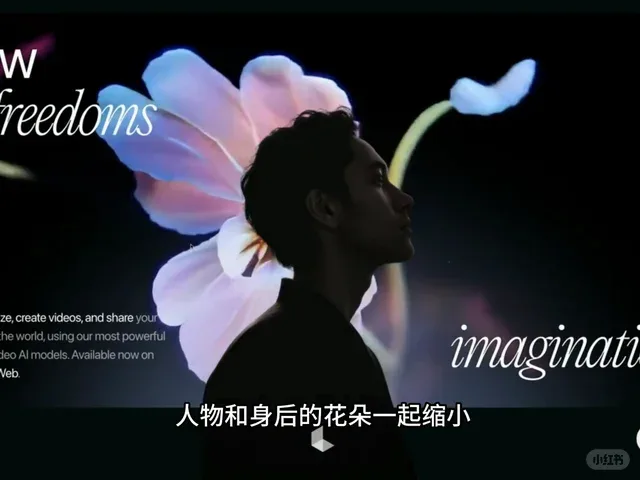 w
freedoms
ze, create videos, and share your
the world, using our most powerful
deo AI models. Available now on
Web.
imaginati
人物和身后的花朵一起缩小
小红书